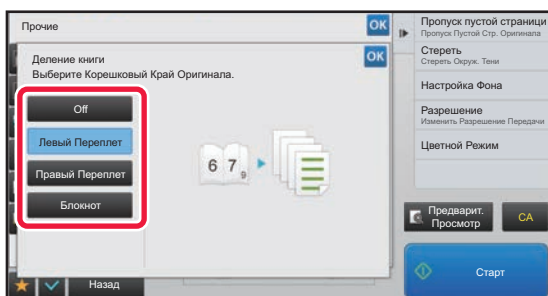 Прочие
OK
Деление книги
OK
Выберите Корешковый Край Оригинала.
Off
Левый Переплет
Правый Переплет
Блокнот
6 7 9
Назад
Пропуск пустой страници
Пропуск Пустой Стр. Оригинала
Стереть
Стереть Окруж. Тени
Настройка Фона
Разрешение
Изменить Разрешение Передачи
Цветной Режим
Предварит.
Просмотр
CA
Старт